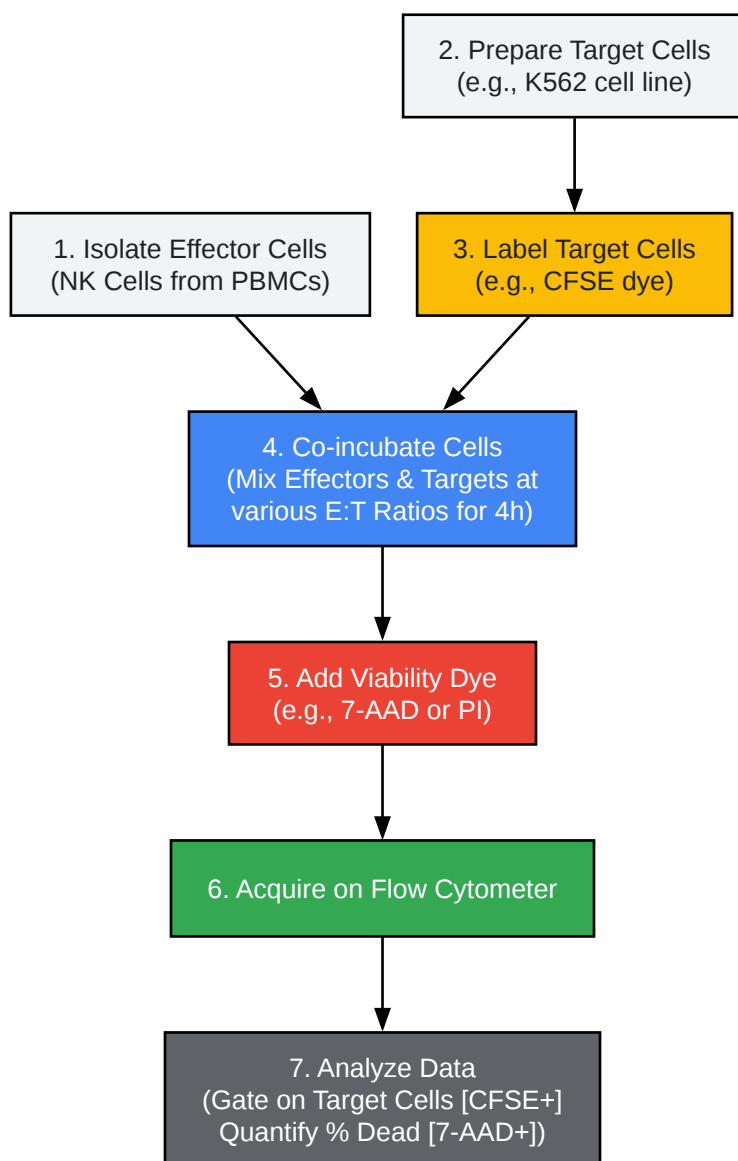 2. Prepare Target Cells
(e.g., K562 cell line)
1. Isolate Effector Cells
(NK Cells from PBMCs)
3. Label Target Cells
(e.g., CFSE dye)
4. Co-incubate Cells
(Mix Effectors & Targets at
various E:T Ratios for 4h)
5. Add Viability Dye
(e.g., 7-AAD or PI)
6. Acquire on Flow Cytometer
7. Analyze Data
(Gate on Target Cells [CFSE+]
Quantify % Dead [7-AAD+])